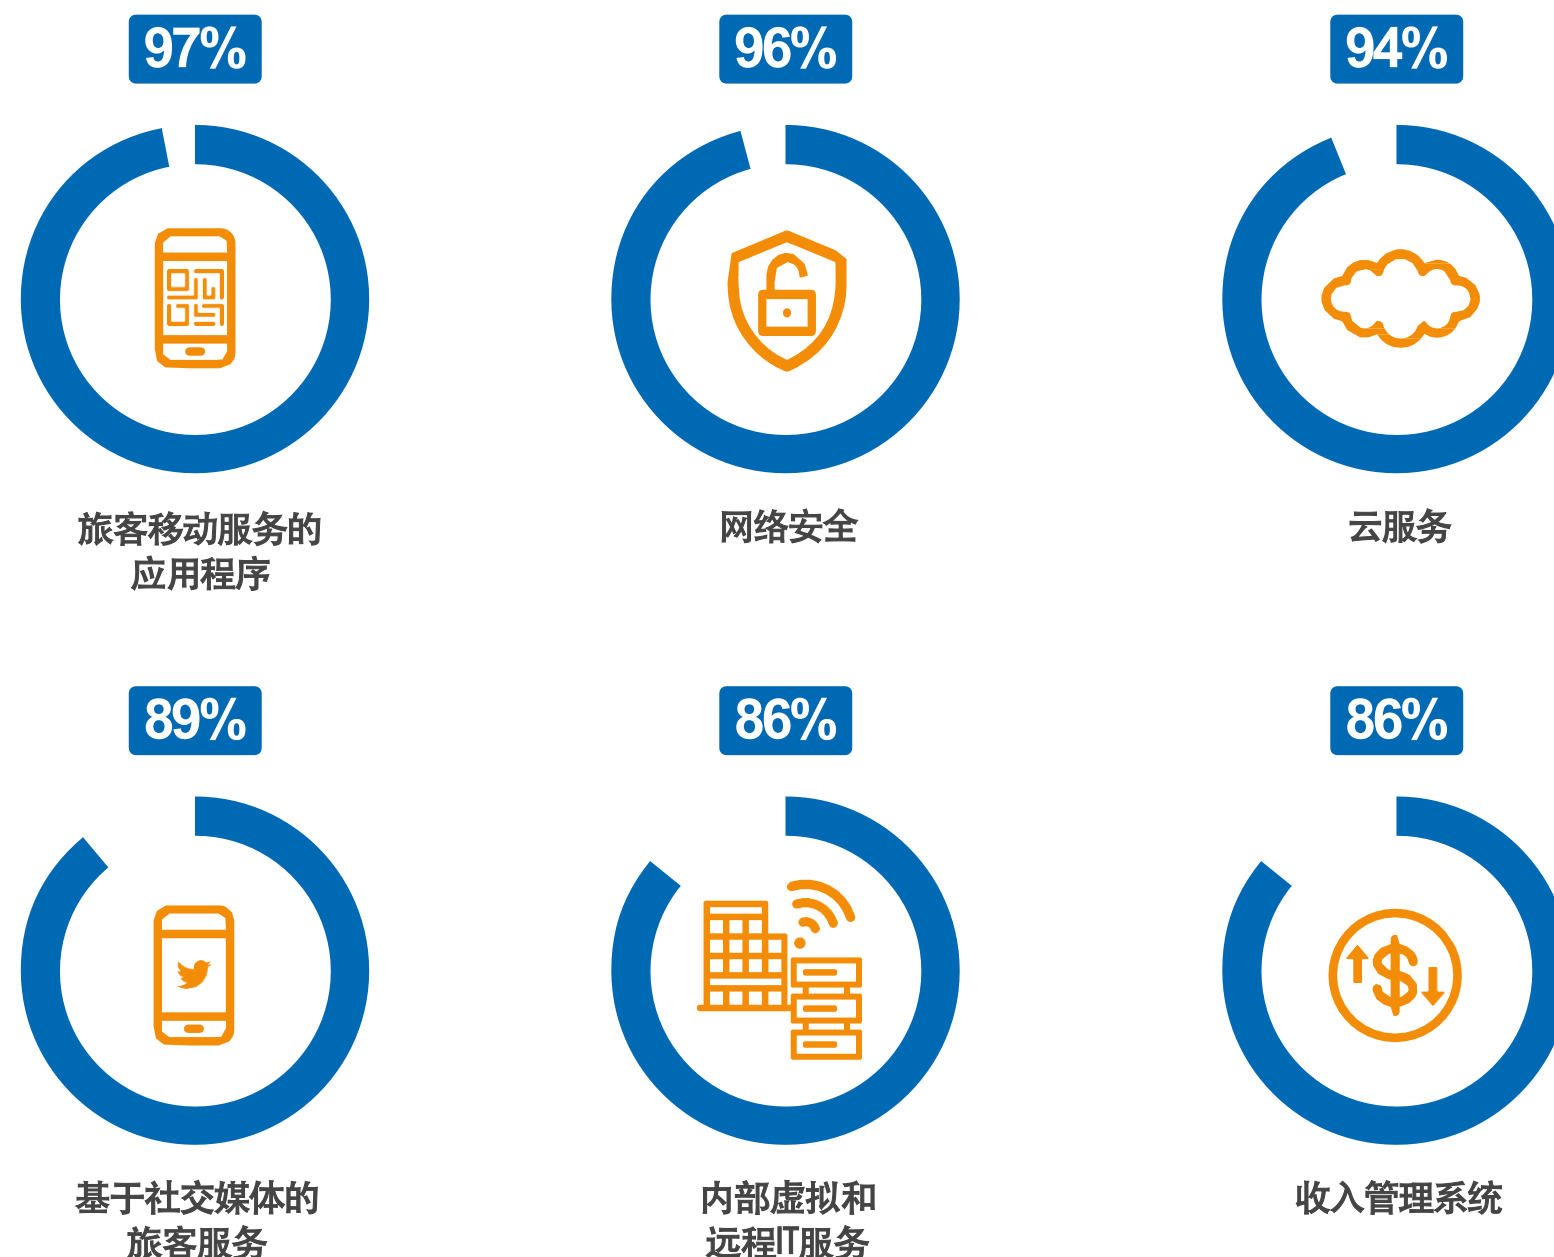 97%
96%
94%
旅客移动服务的
应用程序
网络安全
云服务
89%
86%
86%
基于社交媒体的
旅客服务
内部虚拟和
远程IT服务
收入管理系统